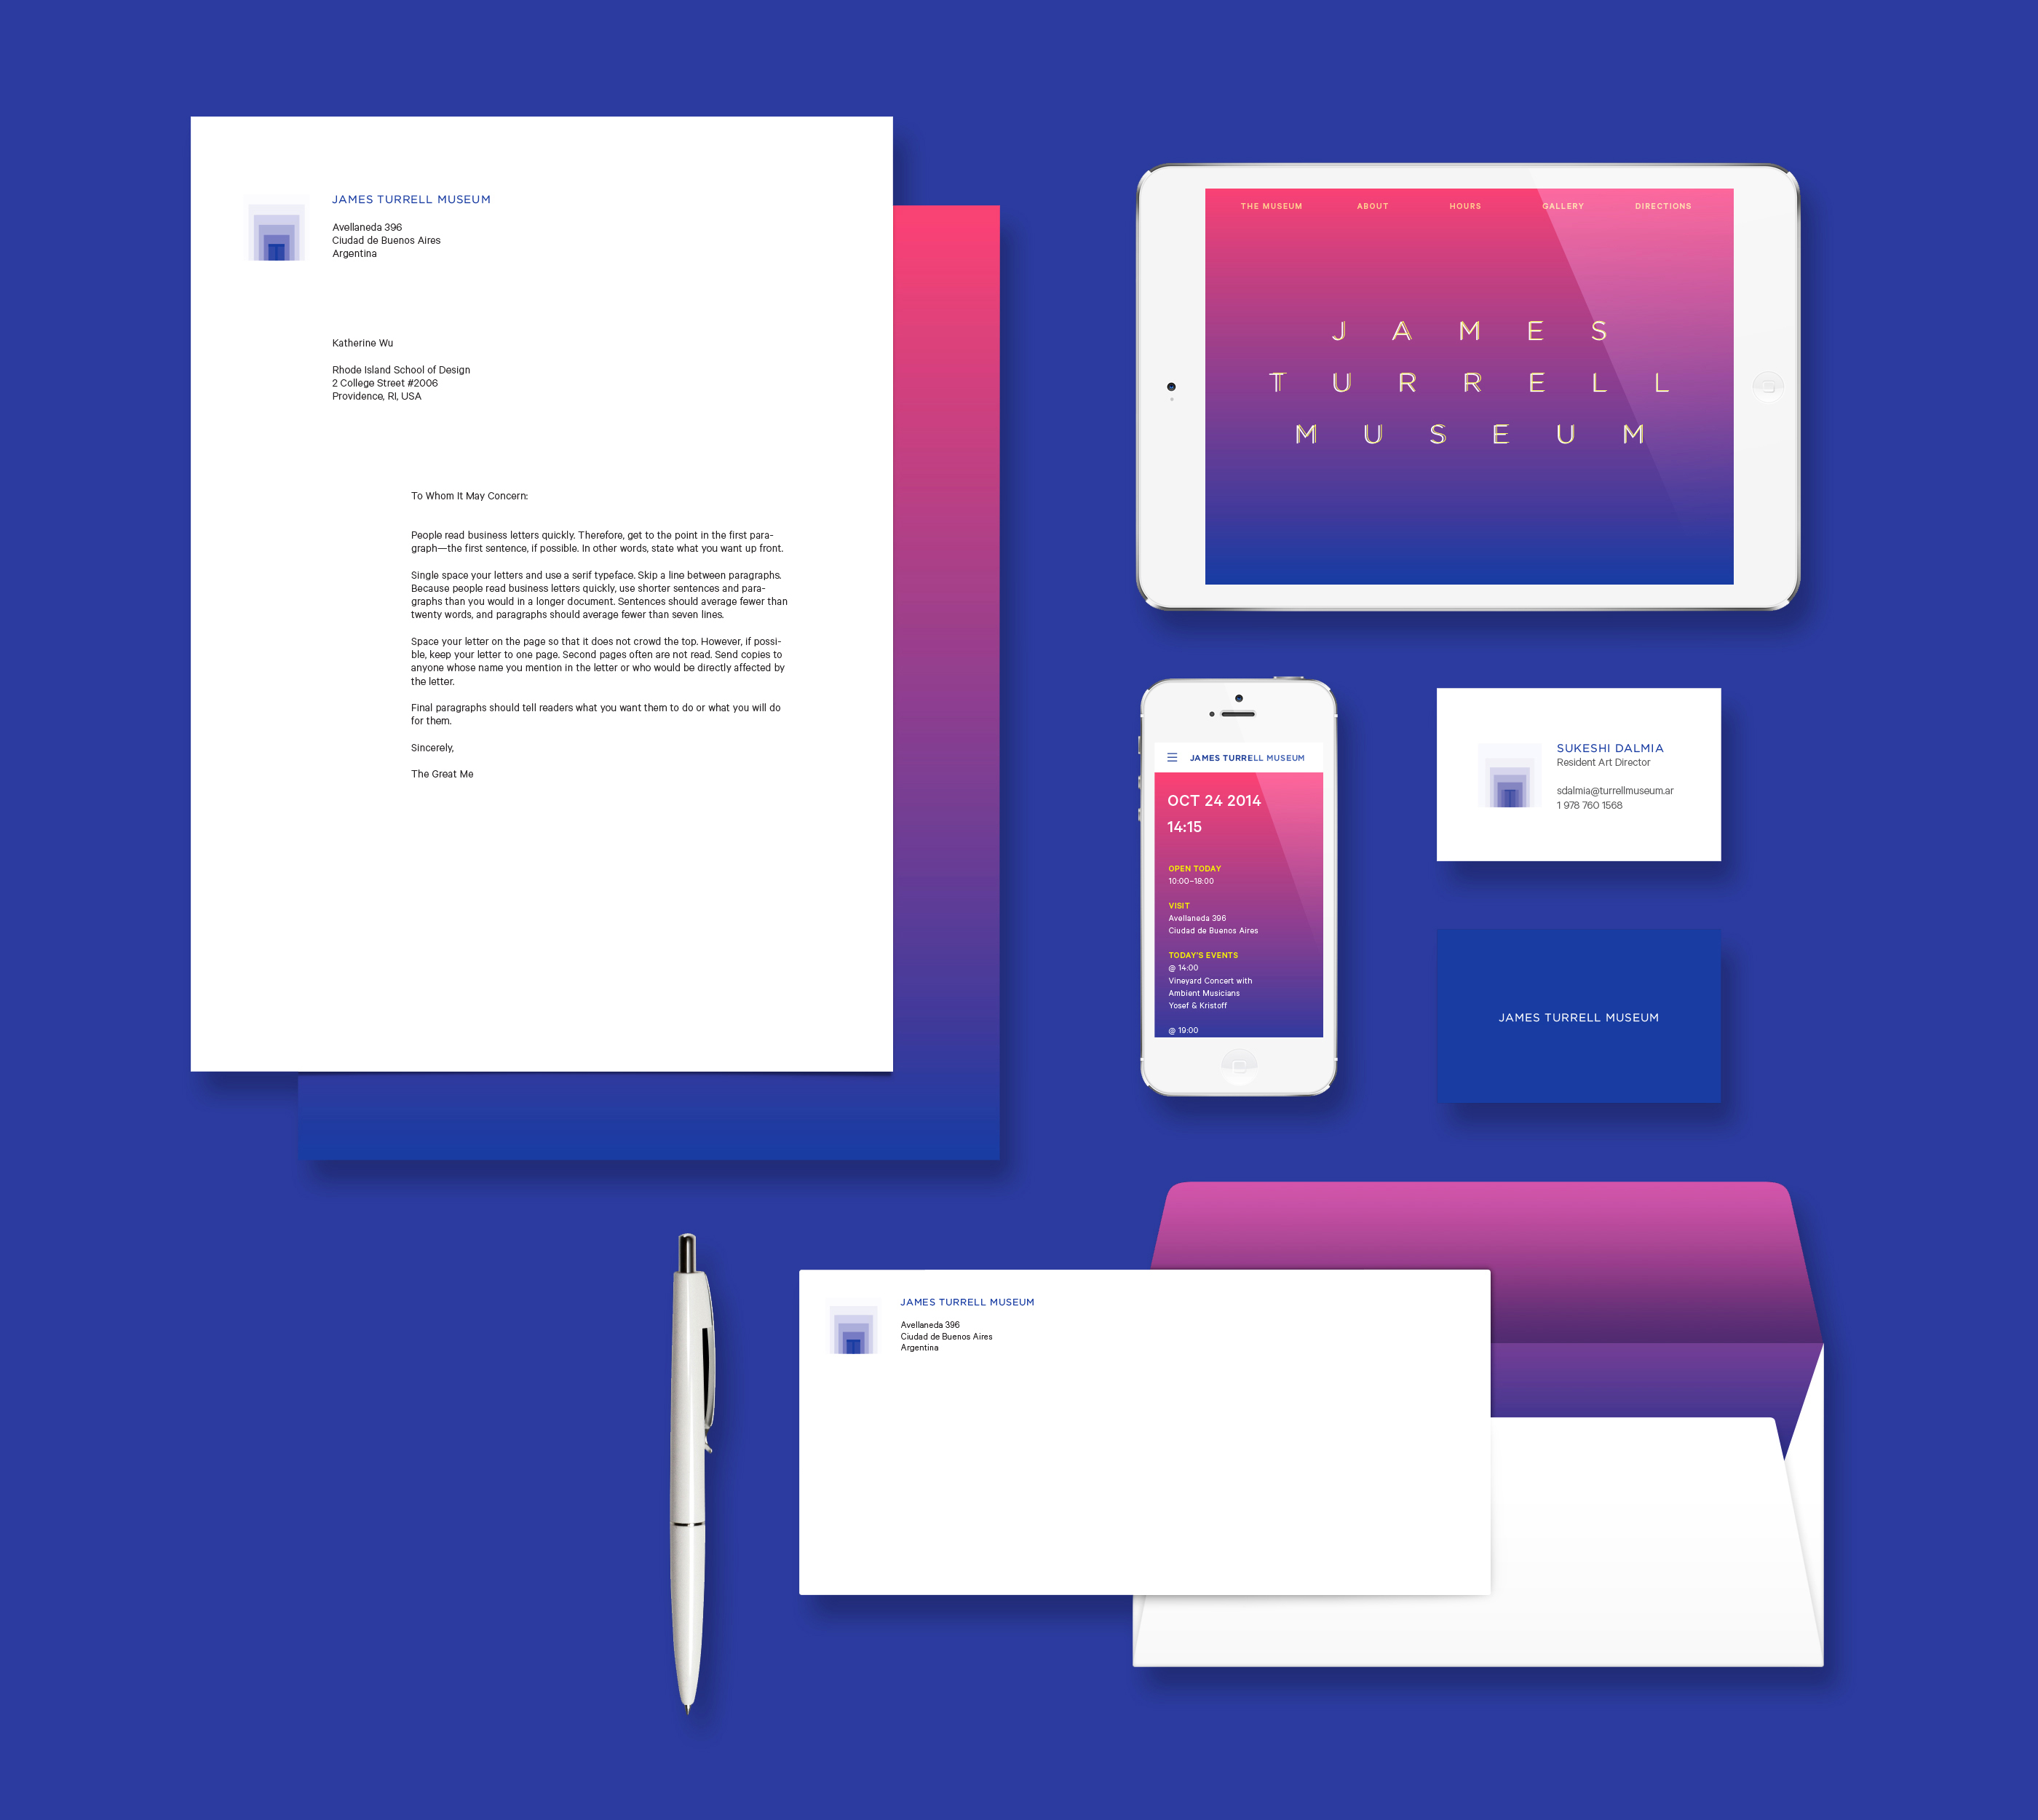 JAMES TURRELL MUSEUM
Avellaneda 396
Ciudad de Buenos Aires
Argentina
Katherine Wu
Rhode Island School of Design
2 College Street #2006
Providence, RI, USA
To Whom It May Concern:
People read business letters quickly. Therefore, get to the point in the first para-
graph—the first sentence, if possible. In other words, state what you want up front.
Single space your letters and use a serif typeface. Skip a line between paragraphs.
Because people read business letters quickly, use shorter sentences and para-
graphs than you would in a longer document. Sentences should average fewer than
twenty words, and paragraphs should average fewer than seven lines.
Space your letter on the page so that it does not crowd the top. However, if possi-
ble, keep your letter to one page. Second pages often are not read. Send copies to
anyone whose name you mention in the letter or who would be directly affected by
the letter.
Final paragraphs should tell readers what you want them to do or what you will do
for them.
Sincerely,
The Great Me
THE MUSEUM ABOUT HOURS GALLERY DIRECTIONS
JAMES
TURRELL
MUSEUM
JAMES TURRELL MUSEUM
OCT 24 2014
14:15
OPEN TODAY
10:00–18:00
VISIT
Avellaneda 396
Ciudad de Buenos Aires
TODAY'S EVENTS
@ 14:00
Vineyard Concert with
Ambient Musicians
Yosef & Kristoff
@ 19:00
SUKESHI DALMIA
Resident Art Director
sdalmia@turrellmuseum.ar
1 978 760 1568
JAMES TURRELL MUSEUM
JAMES TURRELL MUSEUM
Avellaneda 396
Ciudad de Buenos Aires
Argentina